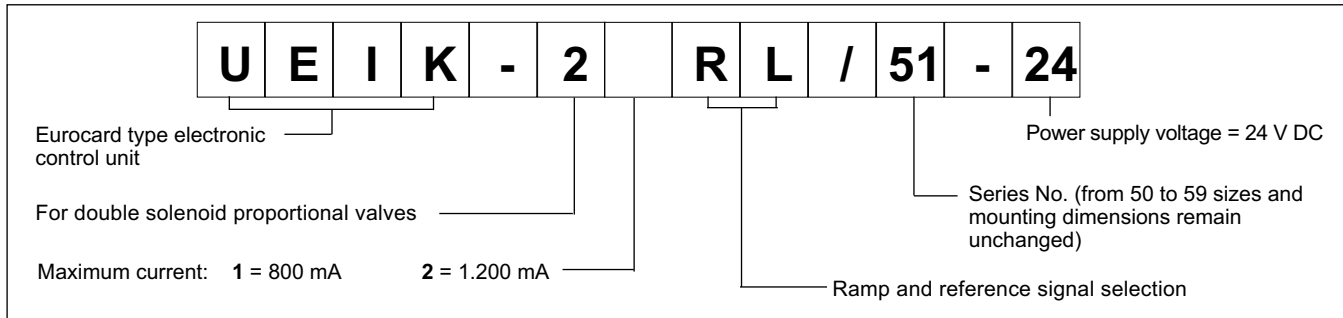 UEIK-2 RL/51-24
Eurocard type electronic
control unit
Power supply voltage = 24 V DC
For double solenoid proportional valves
Series No. (from 50 to 59 sizes and
mounting dimensions remain
unchanged)
Maximum current: 1 = 800 mA 2 = 1.200 mA
Ramp and reference signal selection